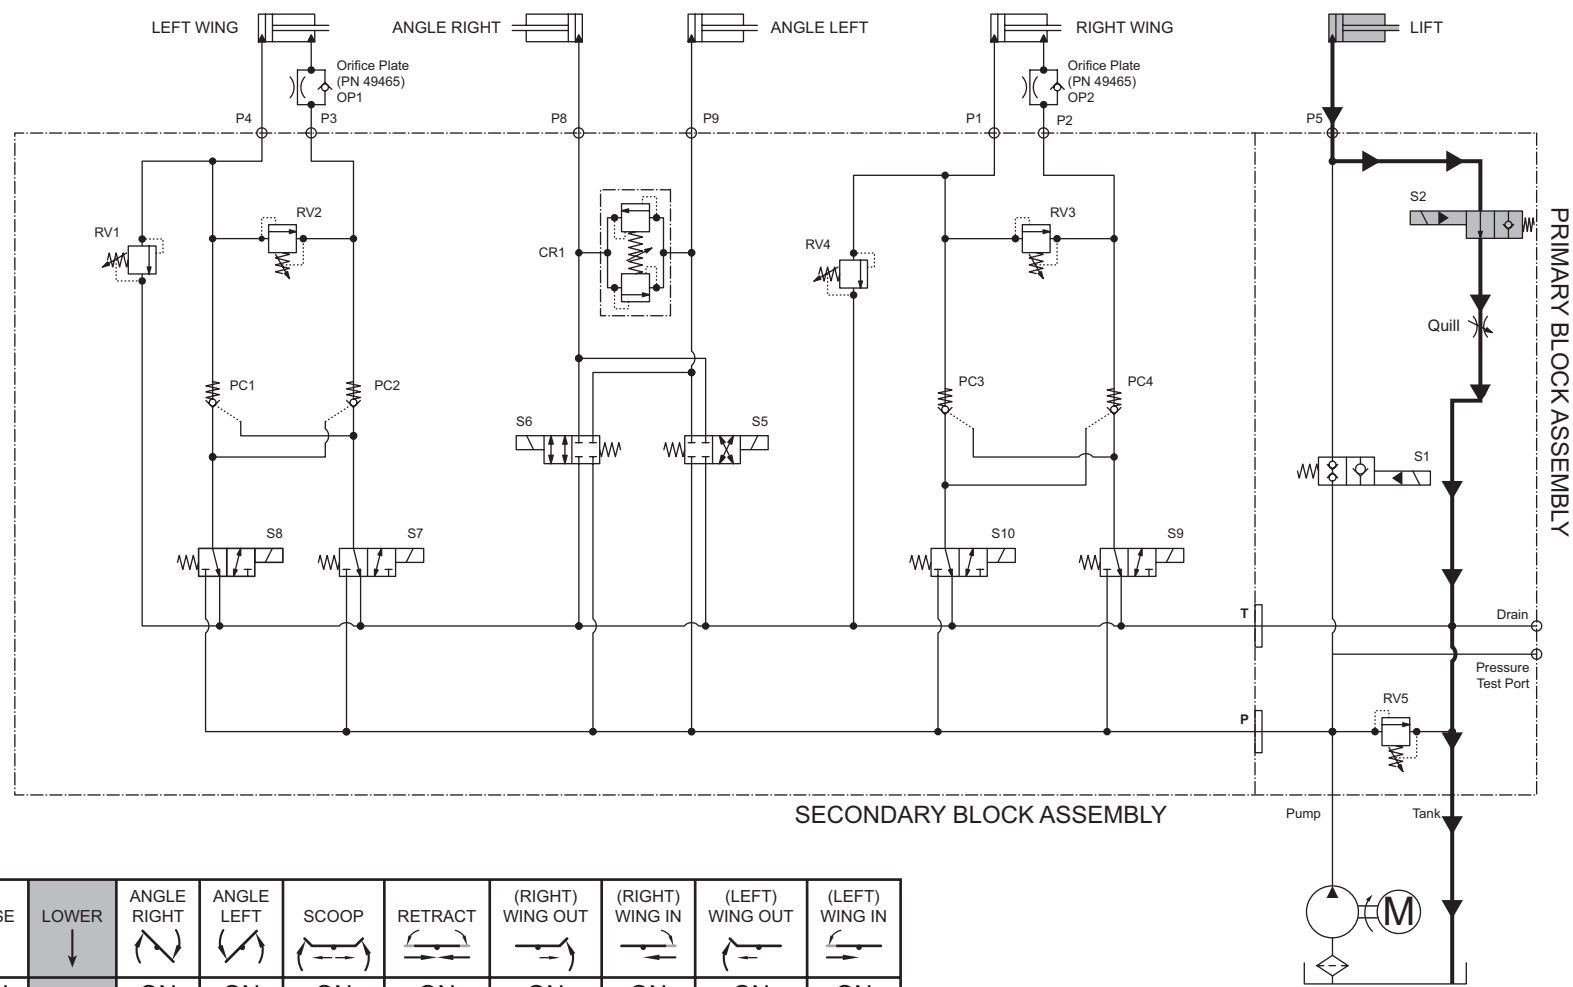 LEFT WING
ANGLE RIGHT
ANGLE LEFT
RIGHT WING
LIFT
Orifice Plate
(PN 49465)
OP1
Orifice Plate
(PN 49465)
OP2
P4
P3
P8
P9
P1
P2
P5
S2
RV1
RV2
CR1
RV4
RV3
Quill
PC1
PC2
PC3
PC4
S6
S5
S1
S8
S7
S10
S9
T
Drain
Pressure
Test Port
RV5
P
PRIMARY BLOCK ASSEMBLY
SECONDARY BLOCK ASSEMBLY
Pump
Tank
M
SE
LOWER
ANGLE
RIGHT
ANGLE
LEFT
SCOOP
RETRACT
(RIGHT)
WING OUT
(RIGHT)
WING IN
(LEFT)
WING OUT
(LEFT)
WING IN